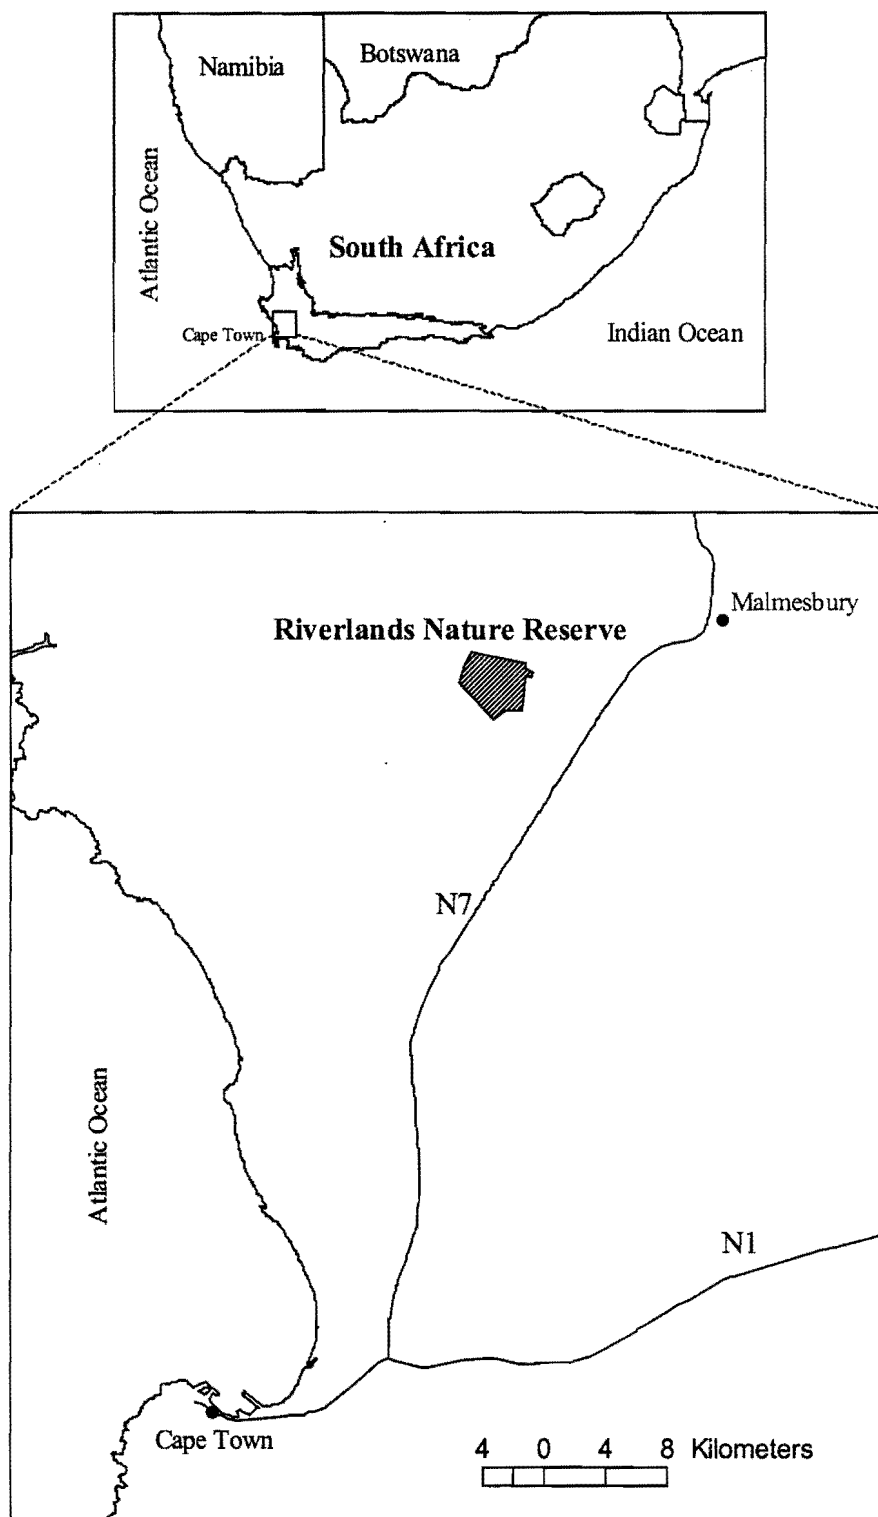 Namibia
Botswana
Atlantic Ocean
South Africa
Cape Town
Indian Ocean
Malmesbury
Riverlands Nature Reserve
N7
Atlantic Ocean
N1
Cape Town
4 0 4 8 Kilometers